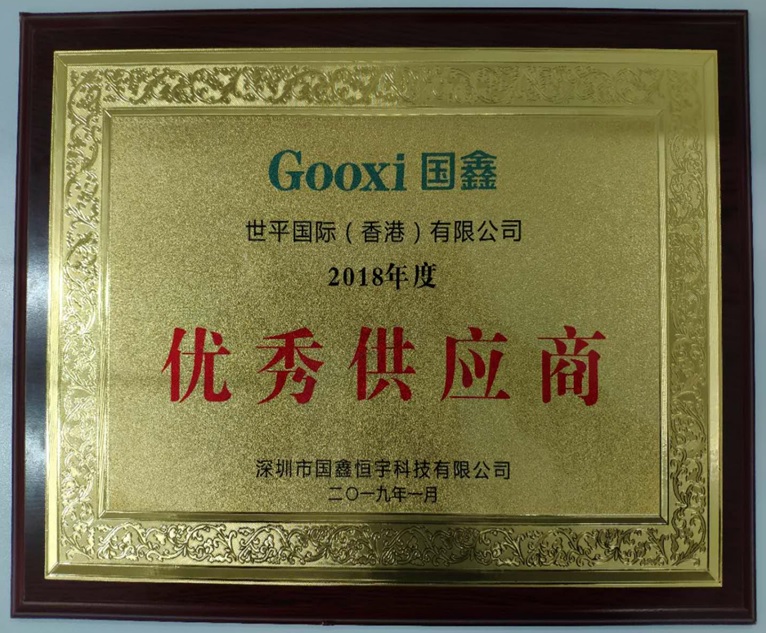 Gooxi 国鑫
世平国际（香港）有限公司
2018年度
优秀供应商
深圳市国鑫恒宇科技有限公司
二〇一九年一月